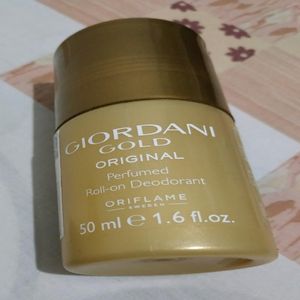 GIORDANI
GOLD
ORIGINAL
Perfumed
Roll-on Deodorant
ORIFLAME
SWEDEN
50 ml e 1.6 fl.oz.